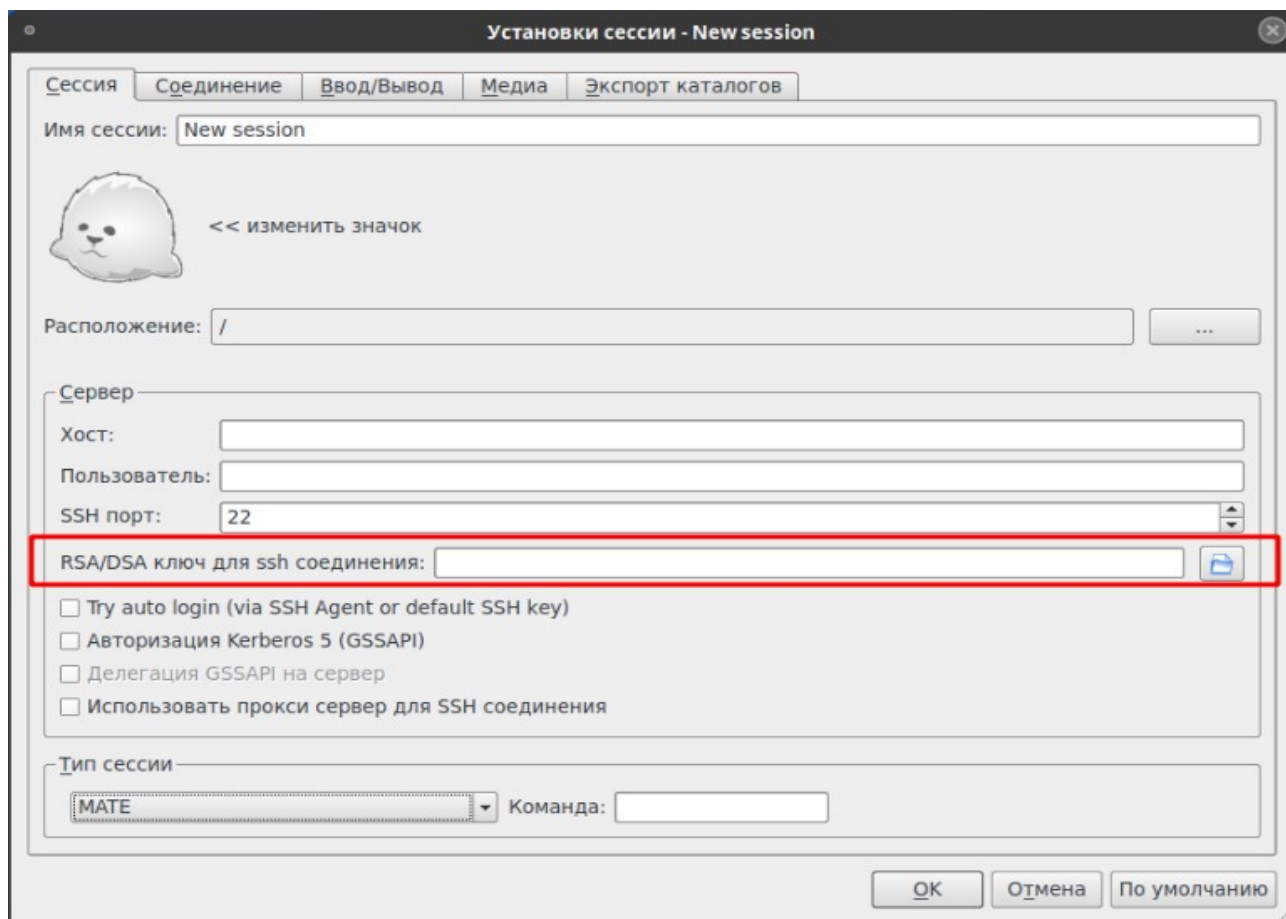 Установки сессии - New session
Сессия Соединение Ввод/Вывод Медиа Экспорт каталогов
Имя сессии: New session
<< изменить значок
Расположение: / ...
Сервер
Хост:
Пользователь:
SSH порт: 22
RSA/DSA ключ для ssh соединения:
Try auto login (via SSH Agent or default SSH key)
Авторизация Kerberos 5 (GSSAPI)
Делегация GSSAPI на сервер
Использовать прокси сервер для SSH соединения
Тип сессии
MATE Команда:
OK Отмена По умолчанию